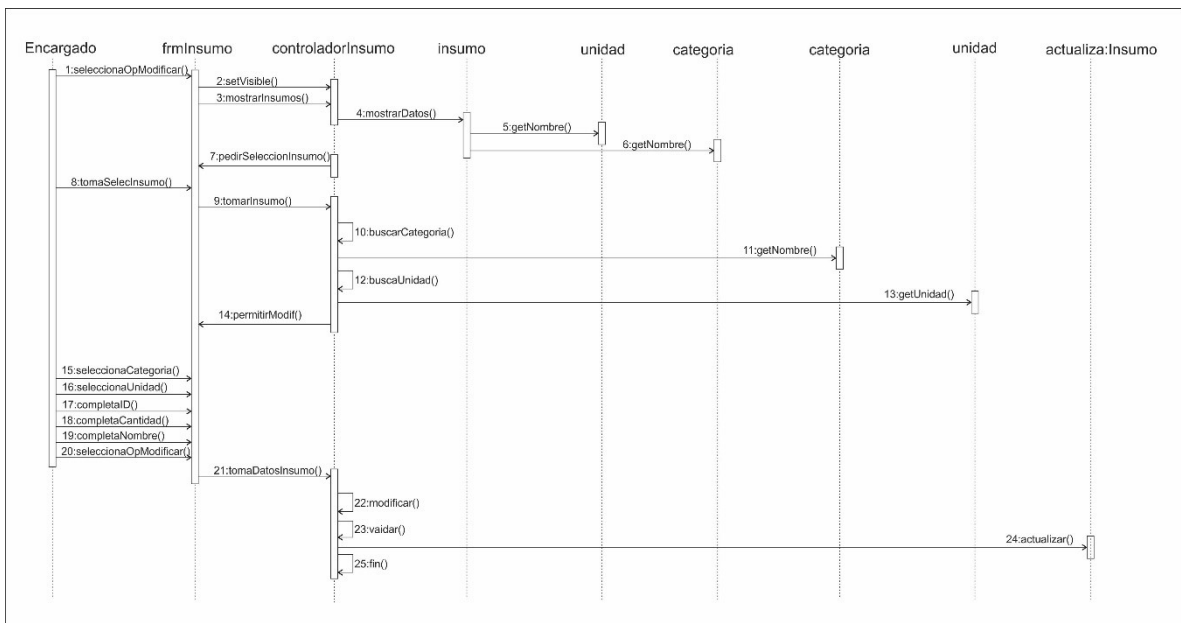 Encargado
frmInsumo
controladorInsumo
insumo
unidad
categoria
categoria
unidad
actualiza:Insumo
1:seleccionaOpModificar()
2:setVisible()
3:mostrarInsumos()
4:mostrarDatos()
5:getNombre()
6:getNombre()
7:pedirSeleccionInsumo()
8:tomaSelecInsumo()
9:tomarInsumo()
10:buscarCategoria()
11:getNombre()
12:buscaUnidad()
13:getUnidad()
14:permitirModif()
15:seleccionaCategoria()
16:seleccionaUnidad()
17:completaID()
18:completaCantidad()
19:completaNombre()
20:seleccionaOpModificar()
21:tomaDatosInsumo()
22:modificar()
23:vaidar()
24:actualizar()
25:fin()